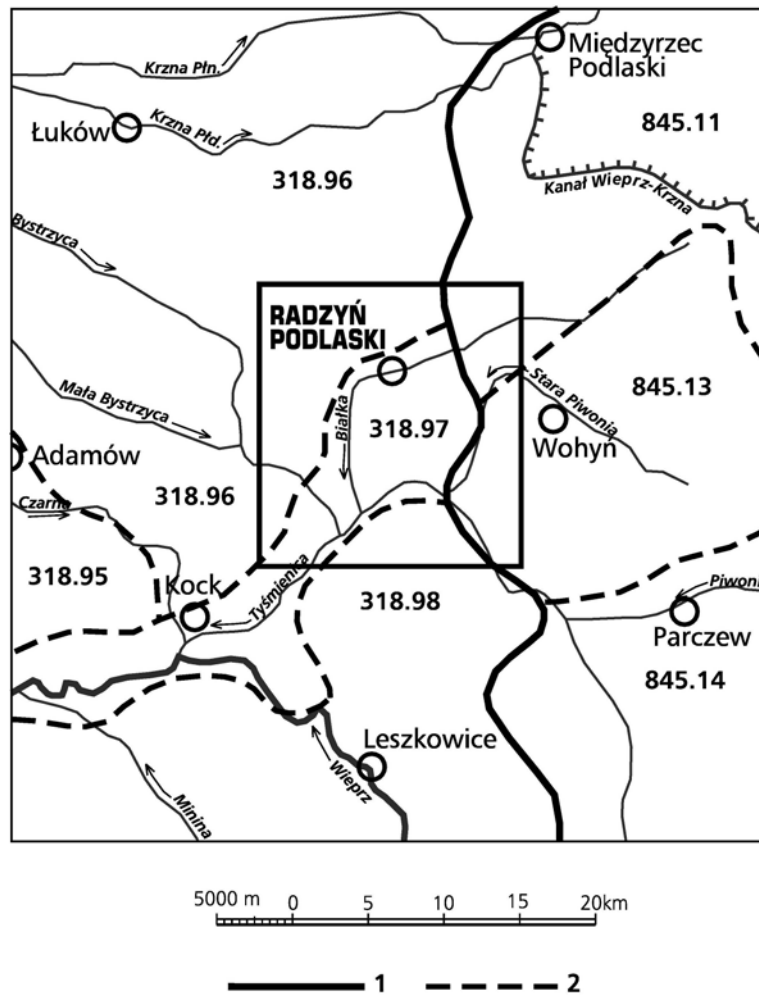 Krzna Płn.
Międzyrzec
Podlaski
Łuków
Krzna Płd.
845.11
318.96
Kanał Wieprz-Krzna
Bystrzyca
RADZYŃ
PODLASKI
Mała Bystrzyca
Białka
Stara Piwonia
845.13
318.97
Wohyń
Adamów
318.96
Czarna
318.95
Kock
Tyśmienica
318.98
Piwoni
Parczew
845.14
Leszkowice
Wieprz
Minina
5000 m 0 5 10 15 20km
1 2